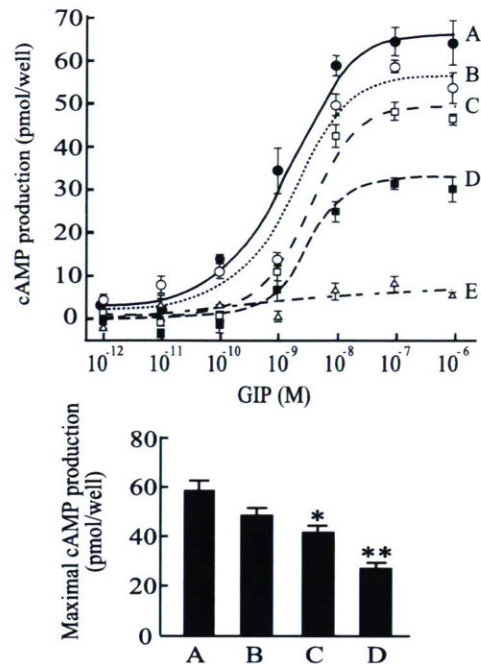 70
60
50
40
30
20
10
0
cAMP production (pmol/well)
A
B
C
D
E
10⁻¹² 10⁻¹¹ 10⁻¹⁰ 10⁻⁹ 10⁻⁸ 10⁻⁷ 10⁻⁶
GIP (M)
Maximal cAMP production
(pmol/well)
80
60
40
60
0
*
**
A B C D